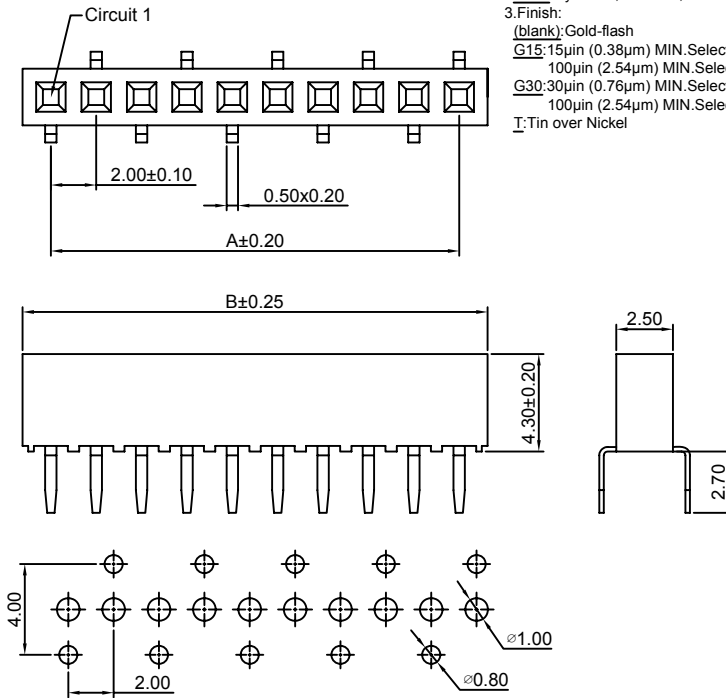 Circuit 1
3.Finish:
(blank):Gold-flash
G15:15µin (0.38µm) MIN.Selec
100µin (2.54µm) MIN.Selec
G30:30µin (0.76µm) MIN.Selec
100µin (2.54µm) MIN.Selec
T:Tin over Nickel
2.00±0.10
0.50x0.20
A±0.20
B±0.25
2.50
4.30±0.20
2.70
4.00
⌀1.00
2.00
⌀0.80